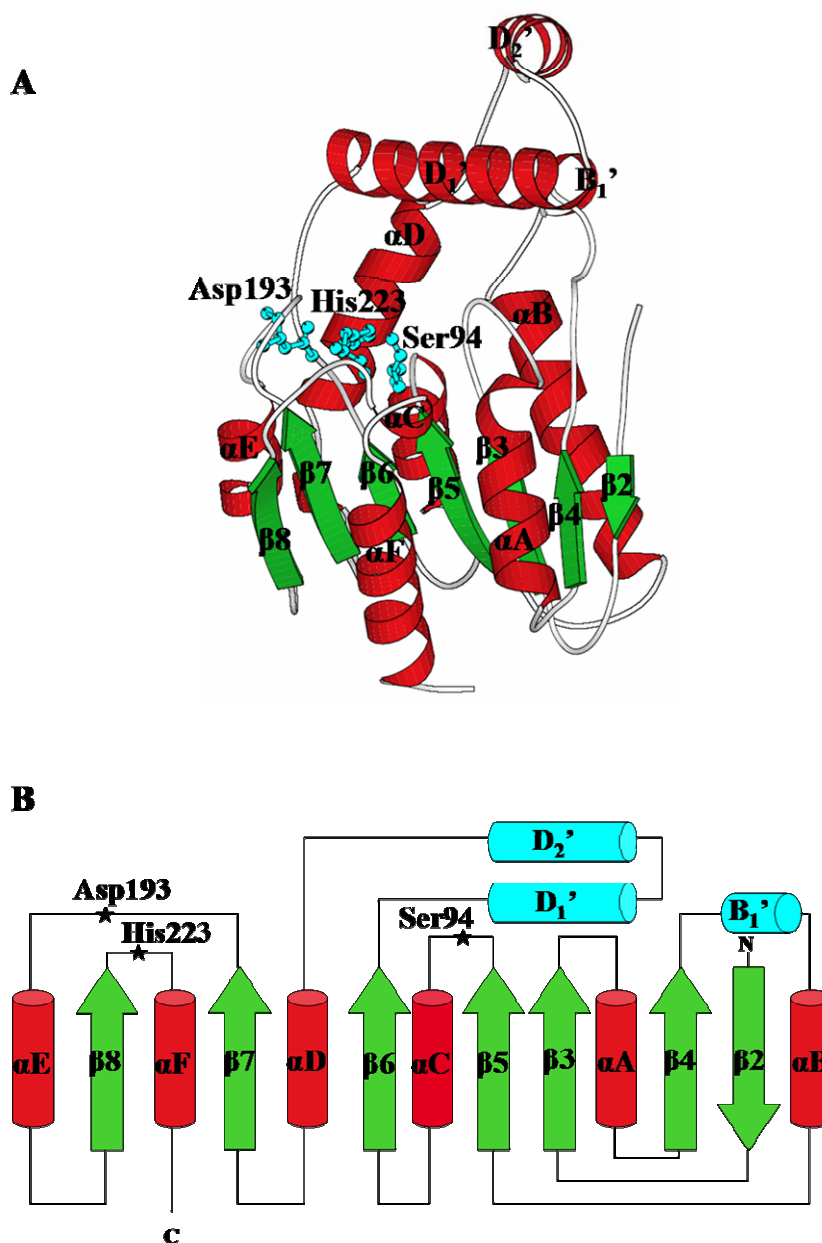 A
D₂’
D₁’ B₁’
αD
Asp193 His223 αB
Ser94
αC
αE β7 β6 β5 β3 β4 β2
β8 αF αA
B
D₂’
Asp193 D₁’ B₁’
His223 Ser94 N
αE β8 αF β7 αD β6 αC β5 β3 αA β4 β2 αB
C